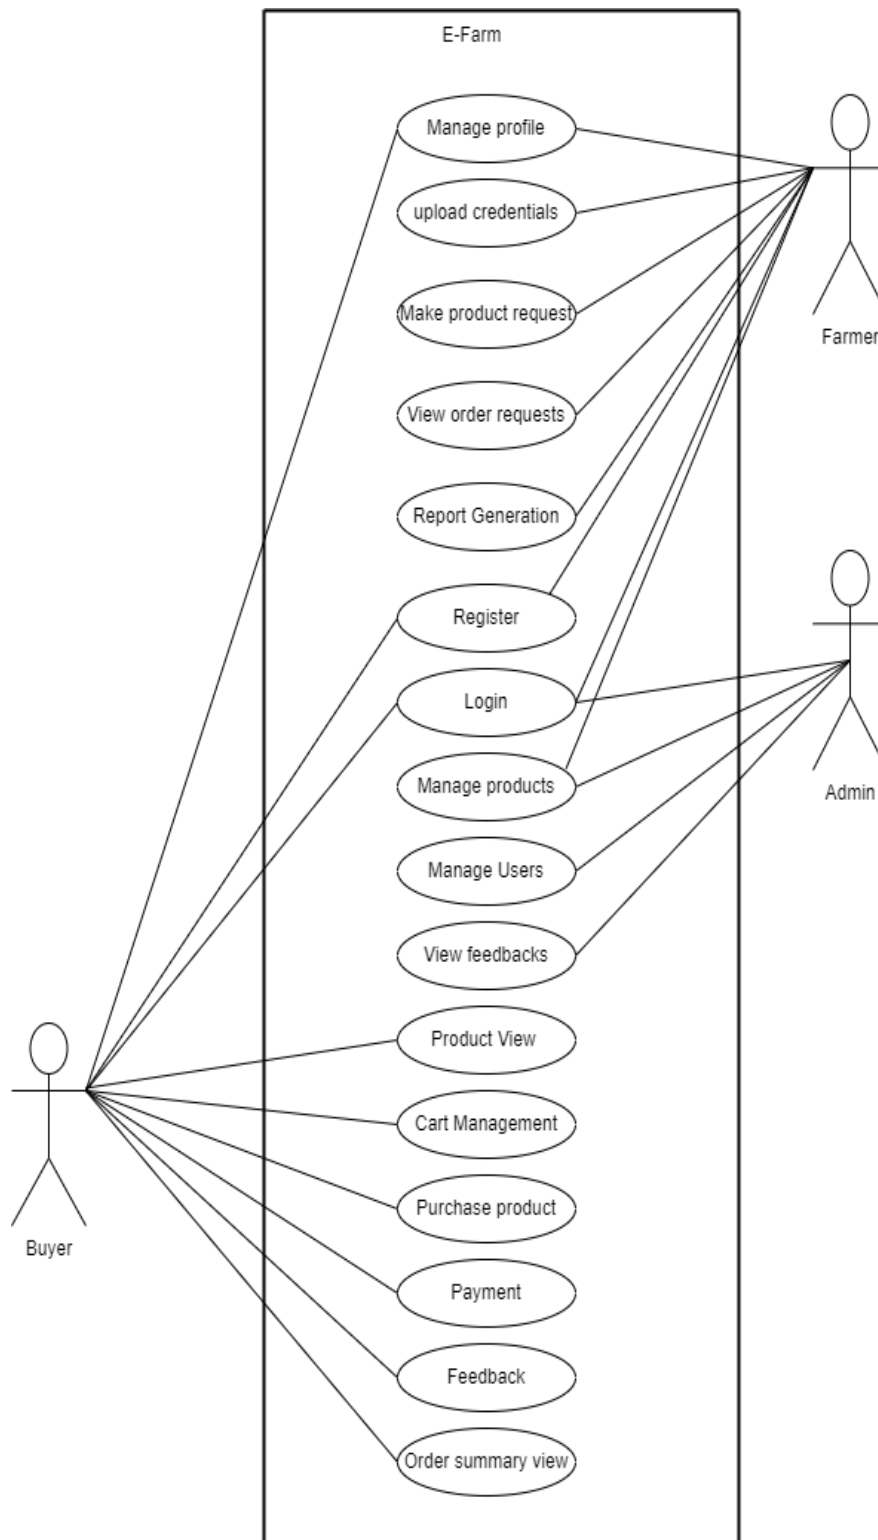 E-Farm
Manage profile
upload credentials
Make product request
Farmer
View order requests
Report Generation
Register
Login
Manage products
Admin
Manage Users
View feedbacks
Product View
Cart Management
Purchase product
Buyer
Payment
Feedback
Order summary view